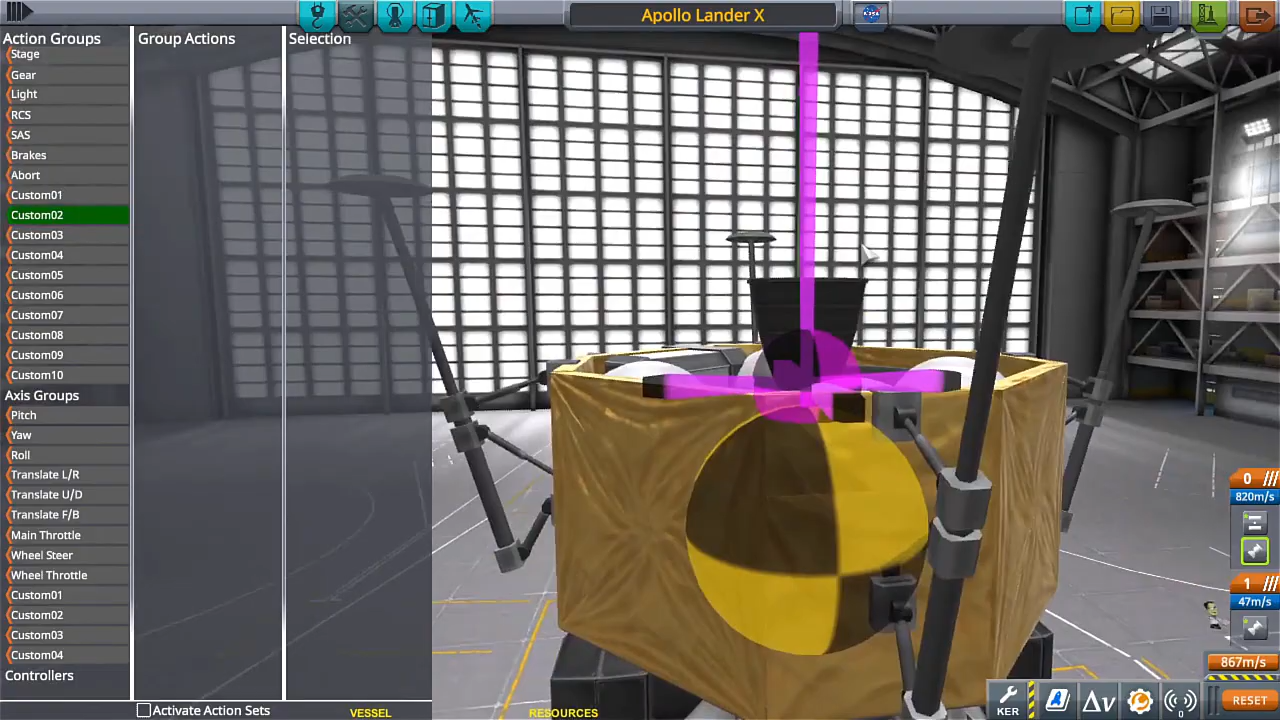 Apollo Lander X
Action Groups
Group Actions
Selection
Stage
Gear
Light
RCS
SAS
Brakes
Abort
Custom01
Custom02
Custom03
Custom04
Custom05
Custom06
Custom07
Custom08
Custom09
Custom10
Axis Groups
Pitch
Yaw
Roll
Translate L/R
Translate U/D
Translate F/B
Main Throttle
Wheel Steer
Wheel Throttle
Custom01
Custom02
Custom03
Custom04
Controllers
Activate Action Sets
VESSEL
RESOURCES
0
820m/s
1
47m/s
867m/s
KER
Δv
RESET